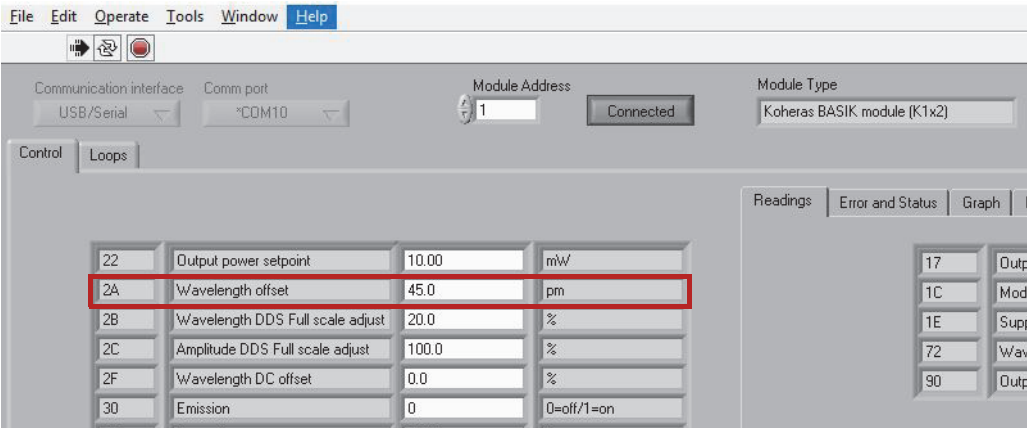 File Edit Operate Tools Window Help
Communication interface Comm port Module Address Module Type
USB/Serial *COM10 1 Connected Koheras BASIK module (K1x2)
Control Loops
Readings Error and Status Graph
22 Output power setpoint 10.00 mW 17
2A Wavelength offset 45.0 pm 1C
2B Wavelength DDS Full scale adjust 20.0 % 1E
2C Amplitude DDS Full scale adjust 100.0 % 72
2F Wavelength DC offset 0.0 % 90
30 Emission 0 0=off/1=on